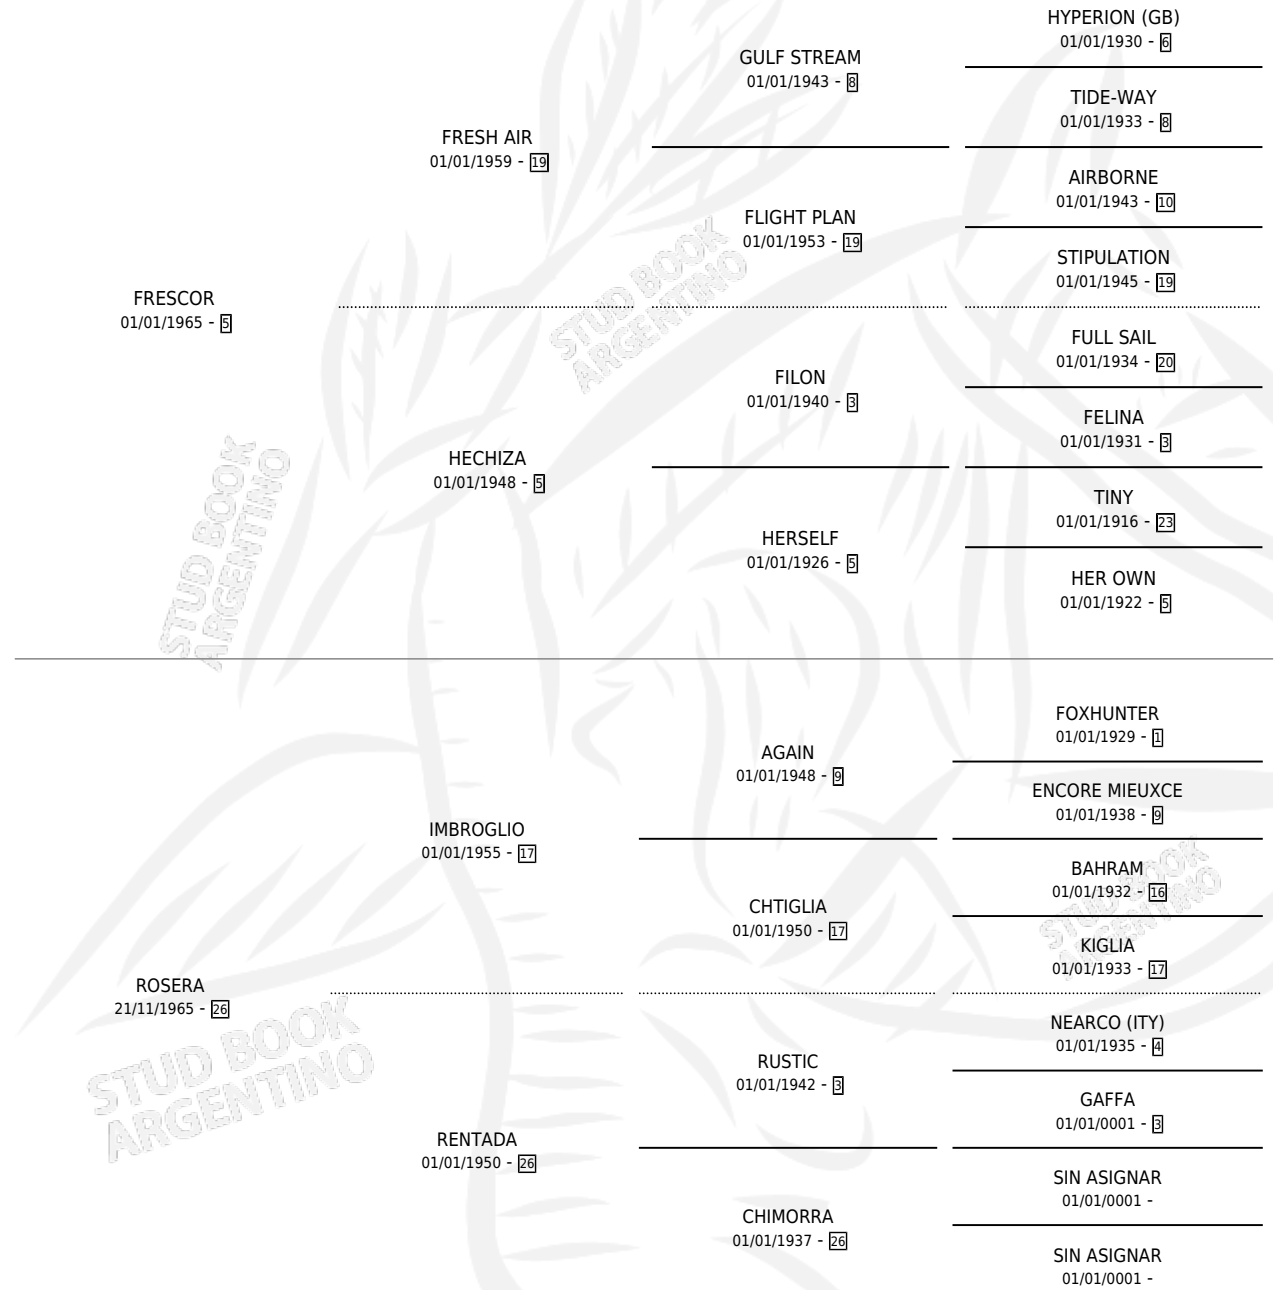 HYPERION (GB)
01/01/1930 - 6
GULF STREAM
01/01/1943 - 8
TIDE-WAY
01/01/1933 - 8
FRESH AIR
01/01/1959 - 19
AIRBORNE
01/01/1943 - 10
FLIGHT PLAN
01/01/1953 - 19
STIPULATION
01/01/1945 - 19
FRESCOR
01/01/1965 - 5
FULL SAIL
01/01/1934 - 20
FILON
01/01/1940 - 3
FELINA
01/01/1931 - 3
HECHIZA
01/01/1948 - 5
TINY
01/01/1916 - 23
HERSELF
01/01/1926 - 5
HER OWN
01/01/1922 - 5
FOXHUNTER
01/01/1929 - 1
AGAIN
01/01/1948 - 9
ENCORE MIEUXCE
01/01/1938 - 9
IMBROGLIO
01/01/1955 - 17
BAHRAM
01/01/1932 - 16
CHTIGLIA
01/01/1950 - 17
KIGLIA
01/01/1933 - 17
ROSERA
21/11/1965 - 26
NEARCO (ITY)
01/01/1935 - 4
RUSTIC
01/01/1942 - 3
GAFFA
01/01/0001 - 3
RENTADA
01/01/1950 - 26
SIN ASIGNAR
01/01/0001 -
CHIMORRA
01/01/1937 - 26
SIN ASIGNAR
01/01/0001 -
STUD BOOK
ARGENTINO
STUD BOOK
ARGENTINO
STUD BOOK
ARGENTINO
STUD BOOK
ARGENTINO